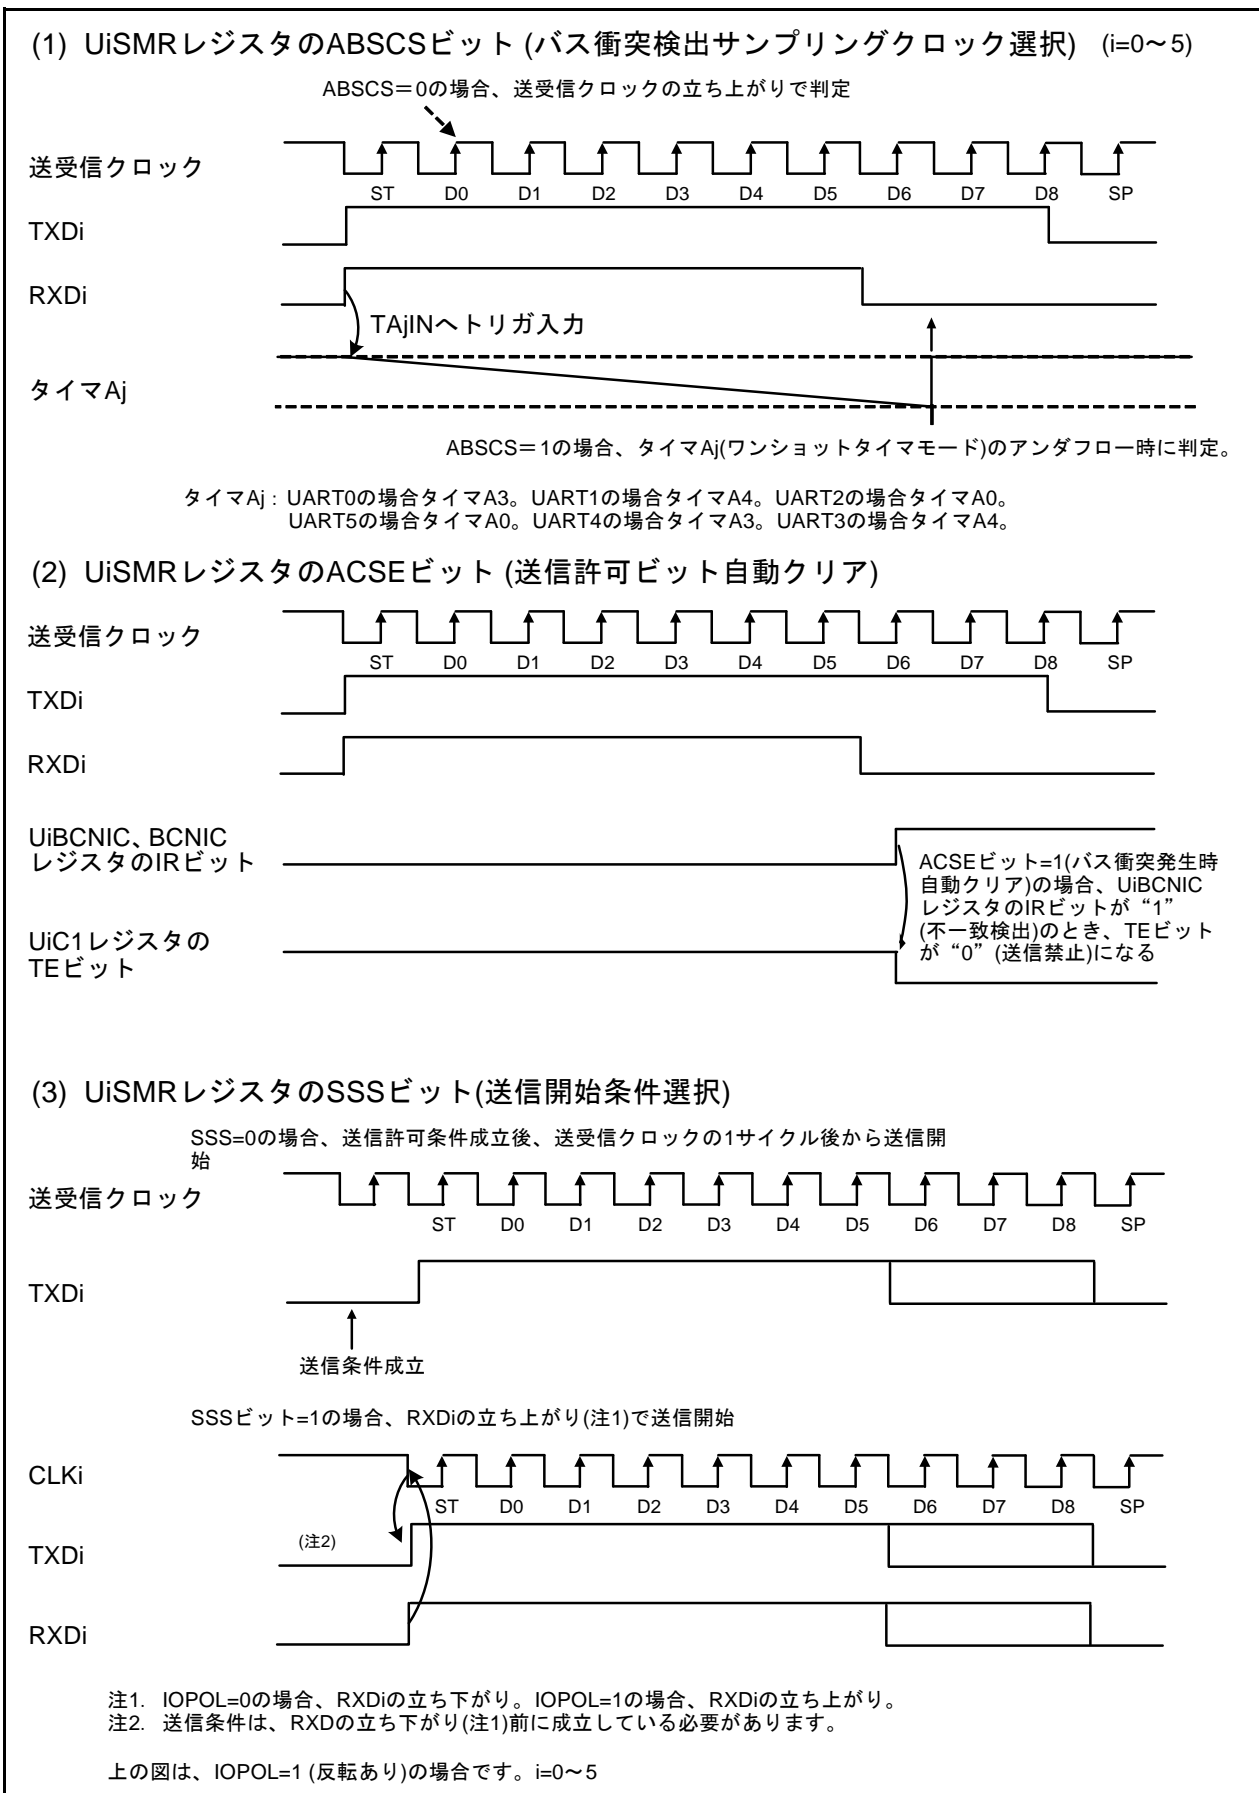 (1) UiSMRレジスタのABSCSビット (バス衝突検出サンプリングクロック選択) (i=0～5)
ABSCS＝0の場合、送受信クロックの立ち上がりで判定
送受信クロック
ST D0 D1 D2 D3 D4 D5 D6 D7 D8 SP
TXDi
RXDi
TAjINへトリガ入力
タイマAj
ABSCS＝1の場合、タイマAj(ワンショットタイマモード)のアンダフロー時に判定。
タイマAj : UART0の場合タイマA3。UART1の場合タイマA4。UART2の場合タイマA0。
UART5の場合タイマA0。UART4の場合タイマA3。UART3の場合タイマA4。
(2) UiSMRレジスタのACSEビット (送信許可ビット自動クリア)
送受信クロック
ST D0 D1 D2 D3 D4 D5 D6 D7 D8 SP
TXDi
RXDi
UiBCNIC、BCNIC
レジスタのIRビット
ACSEビット=1(バス衝突発生時
自動クリア)の場合、UiBCNIC
レジスタのIRビットが“1”
(不一致検出)のとき、TEビット
が“0”(送信禁止)になる
UiC1レジスタの
TEビット
(3) UiSMRレジスタのSSSビット(送信開始条件選択)
SSS=0の場合、送信許可条件成立後、送受信クロックの1サイクル後から送信開
始
送受信クロック
ST D0 D1 D2 D3 D4 D5 D6 D7 D8 SP
TXDi
送信条件成立
SSSビット=1の場合、RXDiの立ち上がり(注1)で送信開始
CLKi
ST D0 D1 D2 D3 D4 D5 D6 D7 D8 SP
(注2)
TXDi
RXDi
注1. IOPOL=0の場合、RXDiの立ち下がり。IOPOL=1の場合、RXDiの立ち上がり。
注2. 送信条件は、RXDの立ち下がり(注1)前に成立している必要があります。
上の図は、IOPOL=1 (反転あり)の場合です。i=0～5